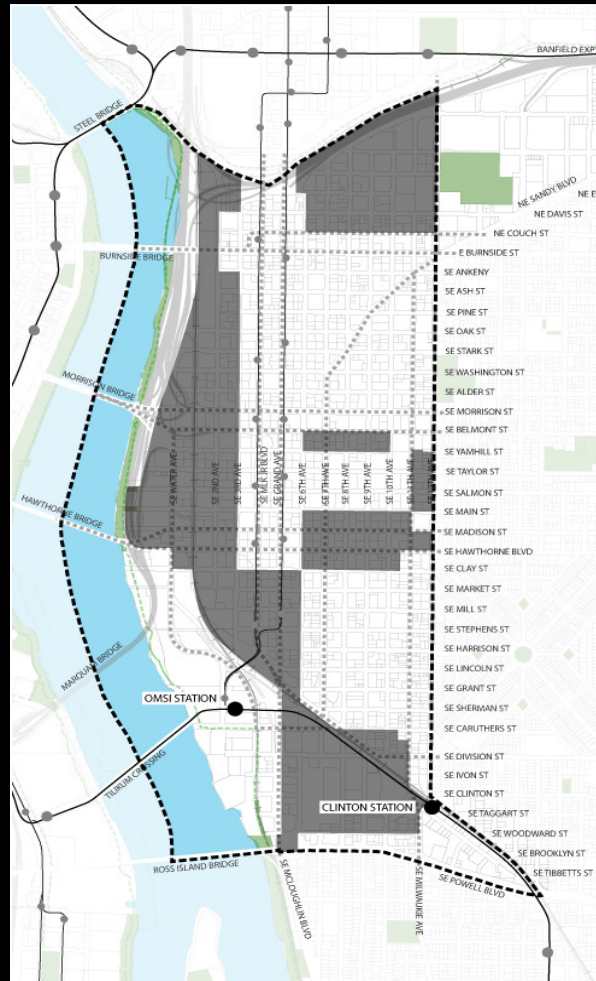 BANFIELD EXP
STEEL BRIDGE
NE SANDY BLVD
NE E
NE DAVIS ST
NE COUCH ST
E BURNSIDE ST
BURNSIDE BRIDGE
SE ANKENY
SE ASH ST
SE PINE ST
SE OAK ST
SE STARK ST
SE WASHINGTON ST
MORRISON BRIDGE
SE ALDER ST
SE MORRISON ST
SE BELMONT ST
SE YAMHILL ST
SE WATER AVE
SE 2ND AVE
SE 3RD AVE
SE MLK JR BLVD
SE GRAND AVE
SE 6TH AVE
SE 7TH AVE
SE 8TH AVE
SE 9TH AVE
SE 10TH AVE
SE 11TH AVE
SE TAYLOR ST
SE SALMON ST
HAWTHORNE BRIDGE
SE MAIN ST
SE MADISON ST
SE HAWTHORNE BLVD
SE CLAY ST
SE MARKET ST
SE MILL ST
SE STEPHENS ST
SE HARRISON ST
MARQUAM BRIDGE
SE LINCOLN ST
SE GRANT ST
OMSI STATION
SE SHERMAN ST
SE CARUTHERS ST
TILIKUM CROSSING
SE DIVISION ST
SE IVON ST
SE CLINTON ST
CLINTON STATION
SE TAGGART ST
SE WOODWARD ST
SE BROOKLYN ST
ROSS ISLAND BRIDGE
SE TIBBETTS ST
SE MCLOUGHLIN BLVD
SE MILWAUKIE AVE
SE POWELL BLVD